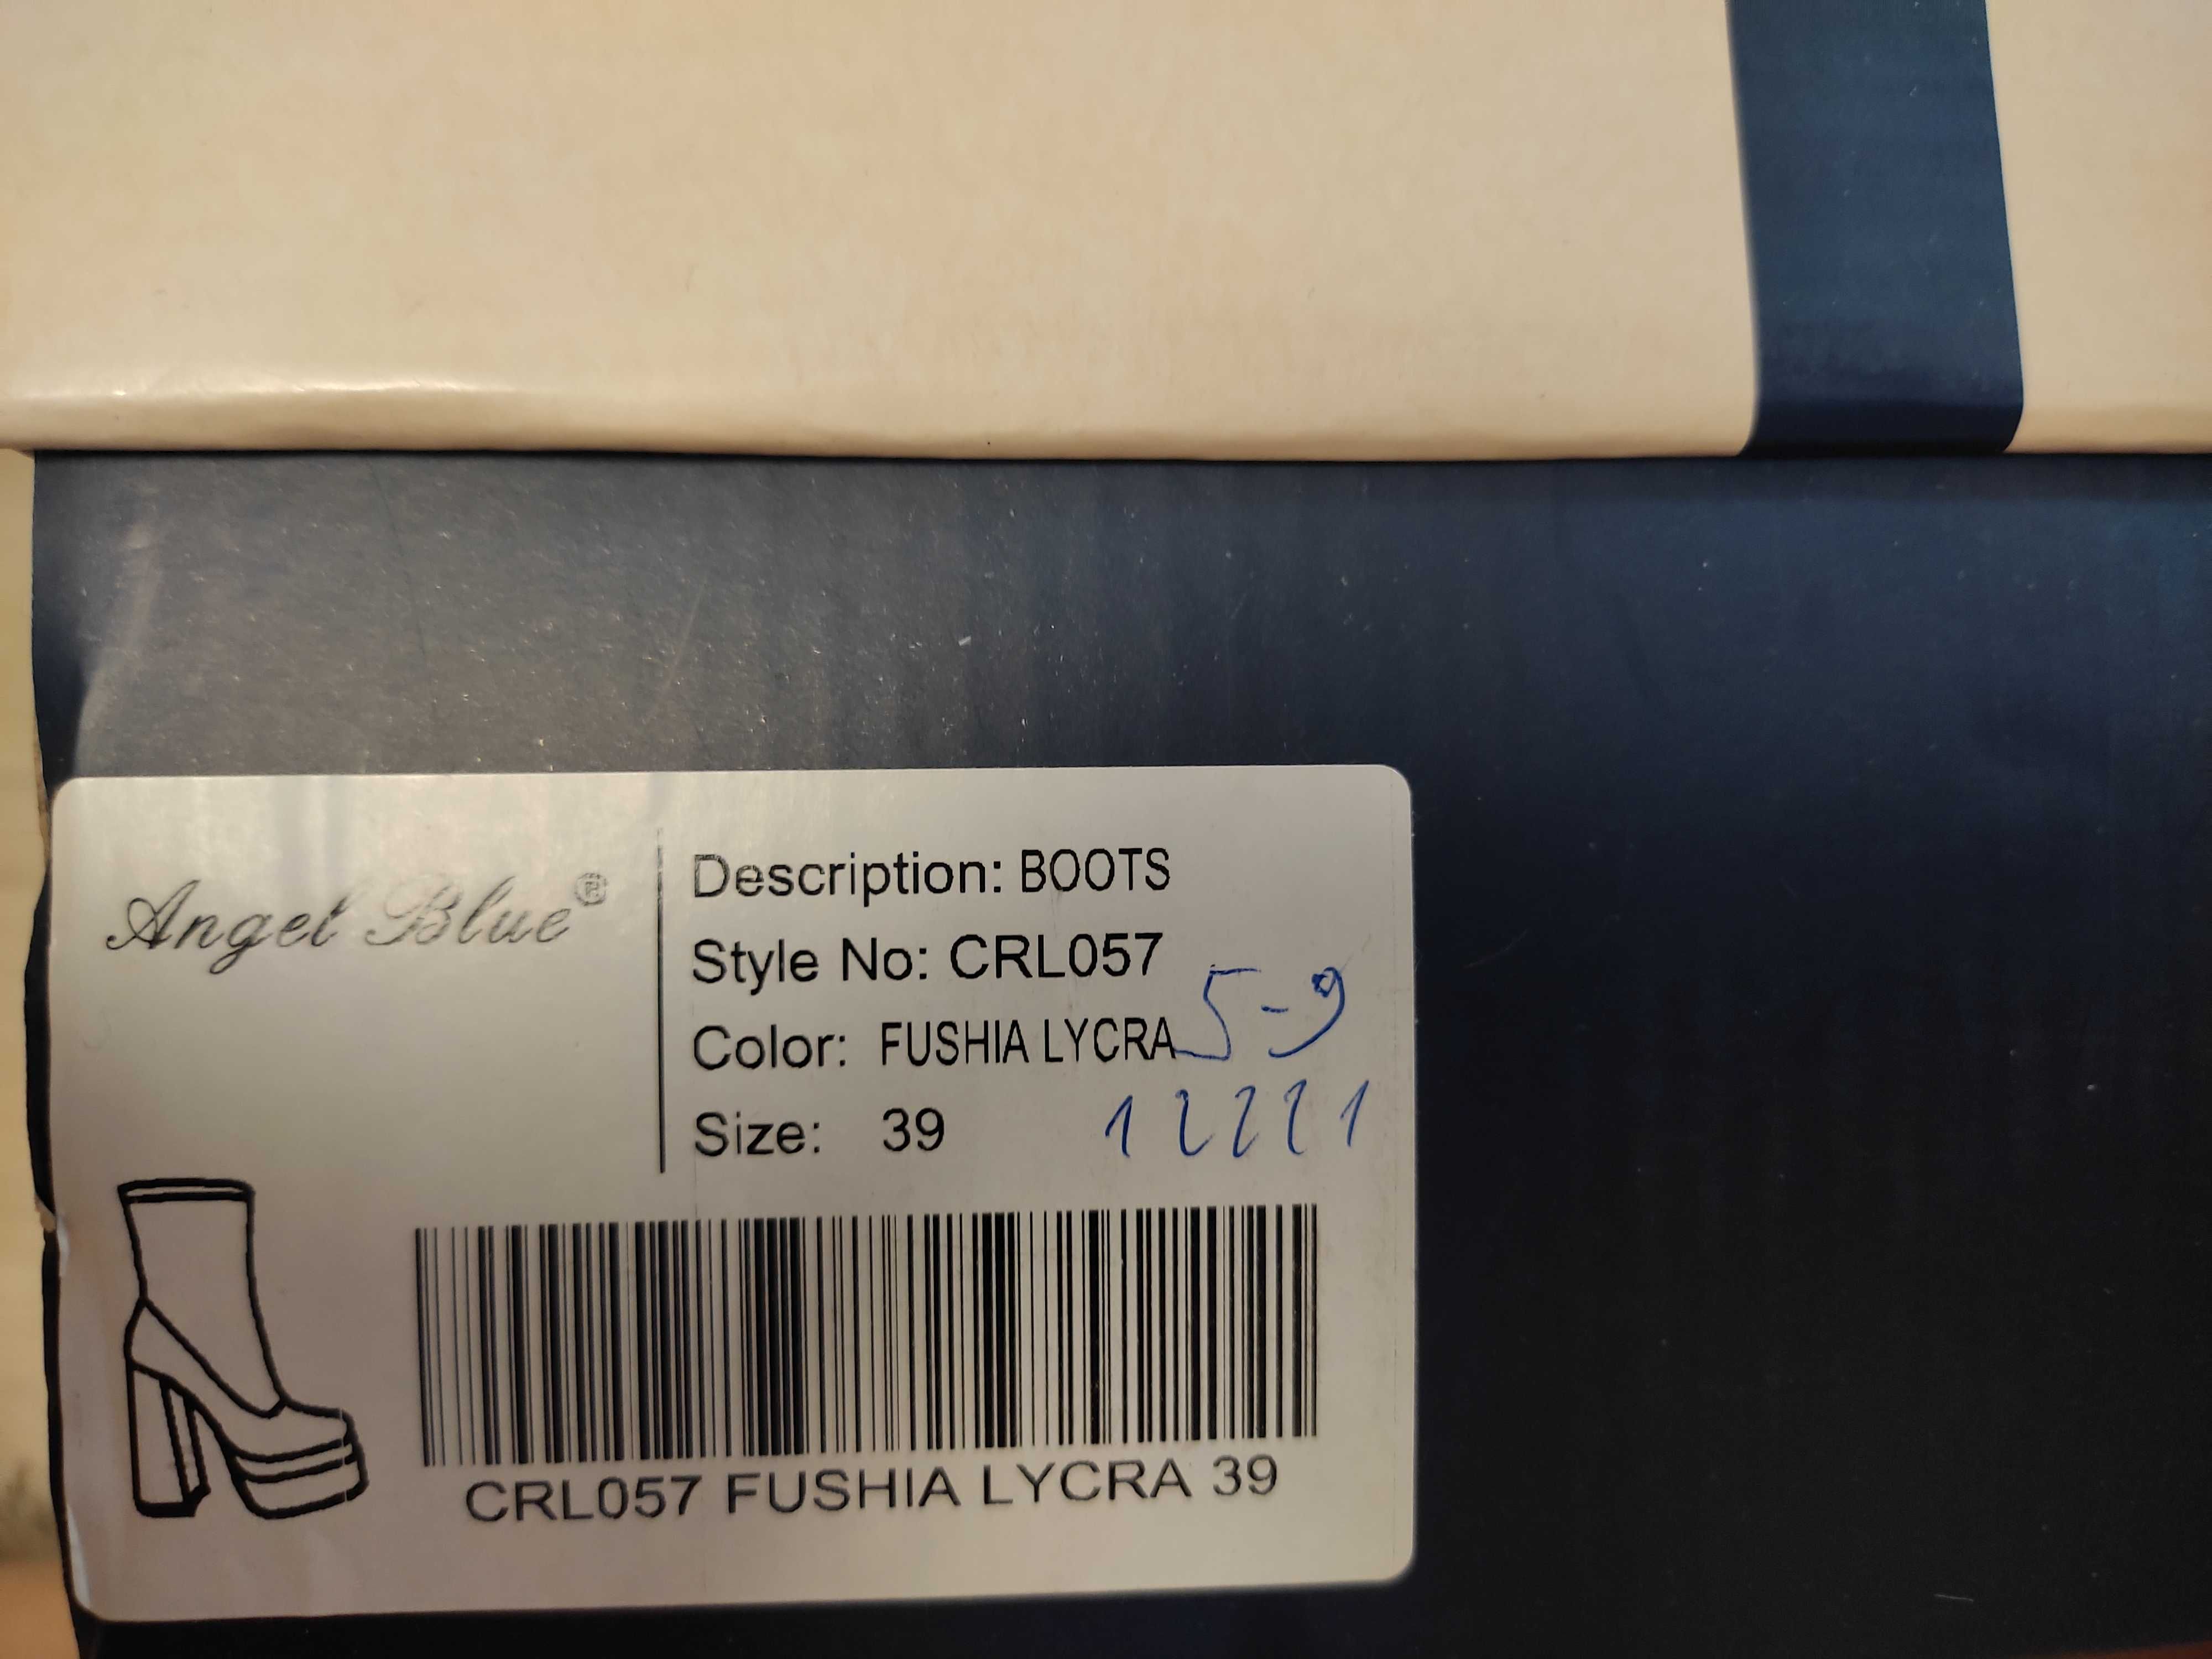 Angel Blue®
Description: BOOTS
Style No: CRL057
Color: FUSHIA LYCRA
5-9
Size: 39
12221
CRL057 FUSHIA LYCRA 39